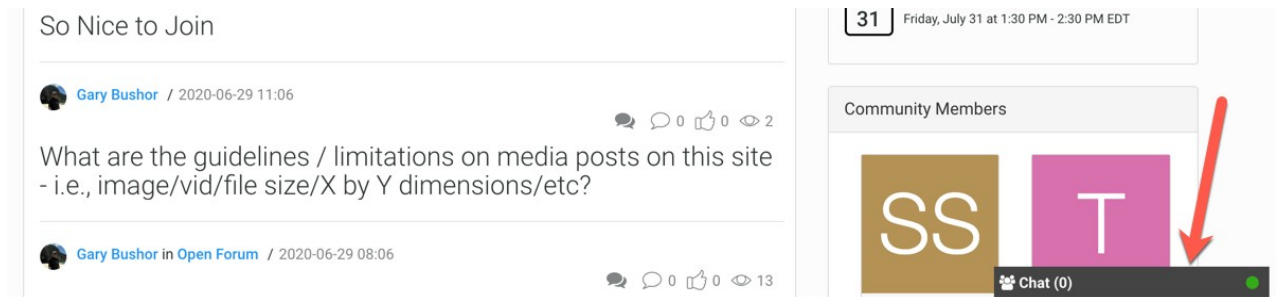 So Nice to Join
Gary Bushor / 2020-06-29 11:06
0 0 2
What are the guidelines / limitations on media posts on this site
- i.e., image/vid/file size/X by Y dimensions/etc?
Gary Bushor in Open Forum / 2020-06-29 08:06
0 0 13
31 Friday, July 31 at 1:30 PM - 2:30 PM EDT
Community Members
SS T
Chat (0)